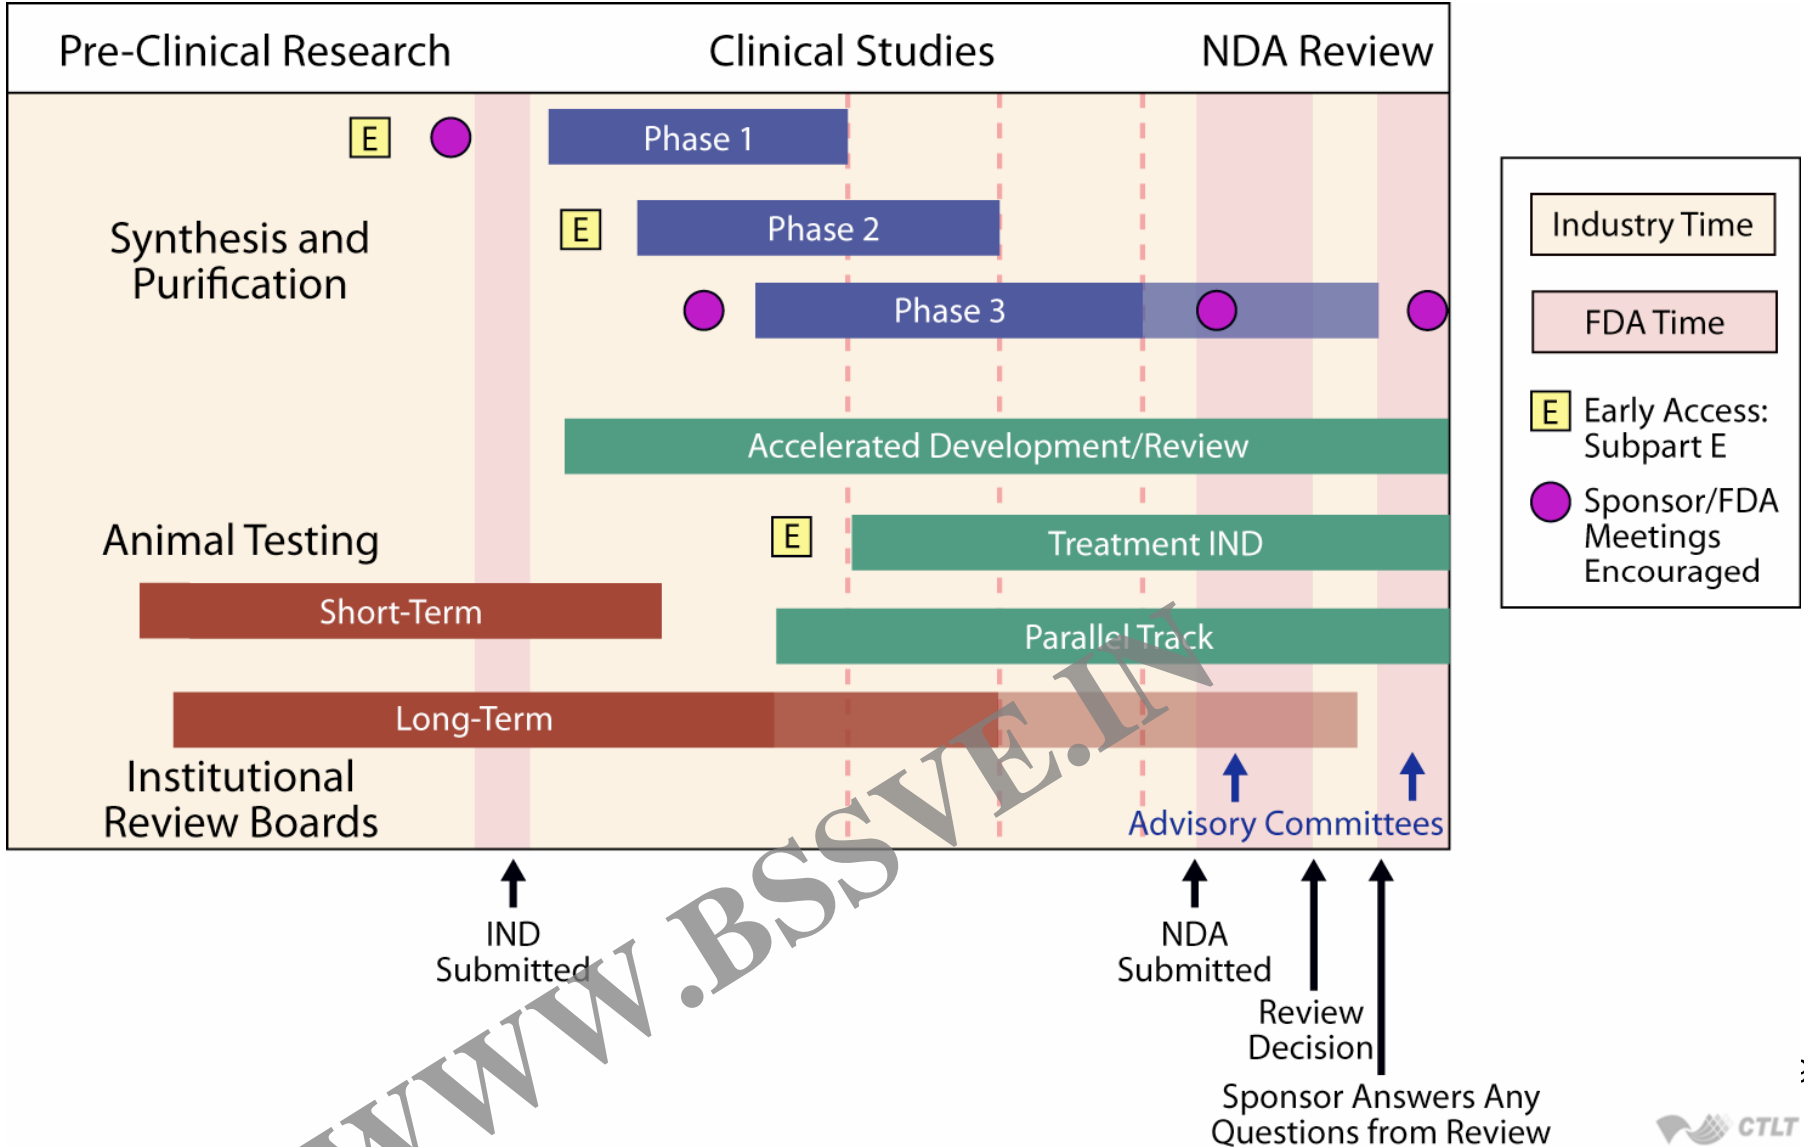 Pre-Clinical Research
Clinical Studies
NDA Review
E
Phase 1
E
Phase 2
Synthesis and
Purification
Phase 3
Accelerated Development/Review
E
Treatment IND
Animal Testing
Short-Term
Parallel Track
Long-Term
Institutional
Review Boards
Advisory Committees
Industry Time
FDA Time
E
Early Access:
Subpart E
Sponsor/FDA
Meetings
Encouraged
IND
Submitted
NDA
Submitted
Review
Decision
Sponsor Answers Any
Questions from Review
WWW.BSSVE.IN
CTLT